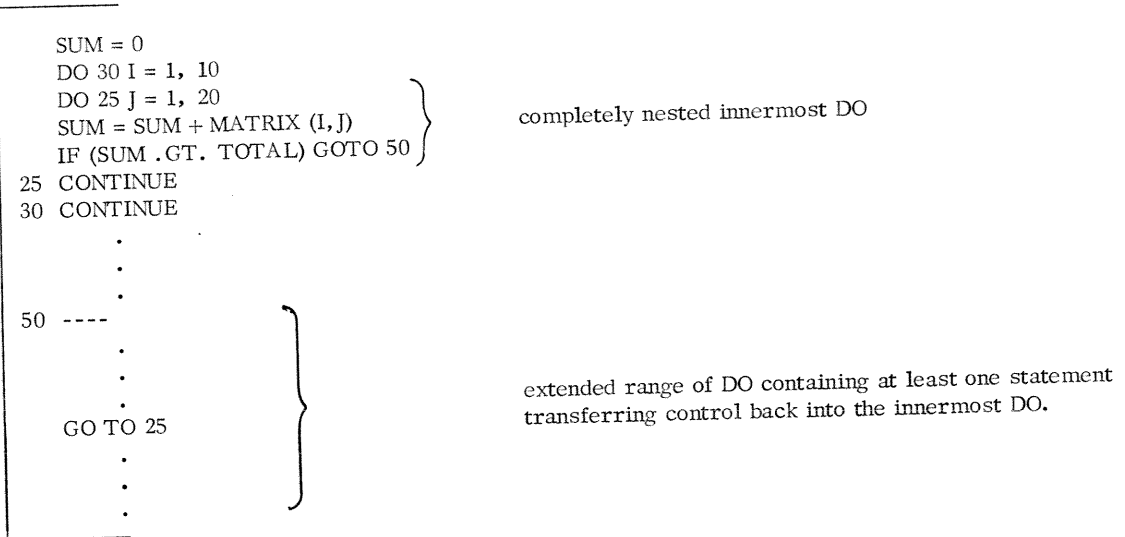 SUM = 0
DO 30 I = 1, 10
DO 25 J = 1, 20
SUM = SUM + MATRIX (I,J)
IF (SUM .GT. TOTAL) GOTO 50
completely nested innermost DO
25 CONTINUE
30 CONTINUE
.
.
.
50 ----
.
.
.
GO TO 25
extended range of DO containing at least one statement
transferring control back into the innermost DO.
.
.
.